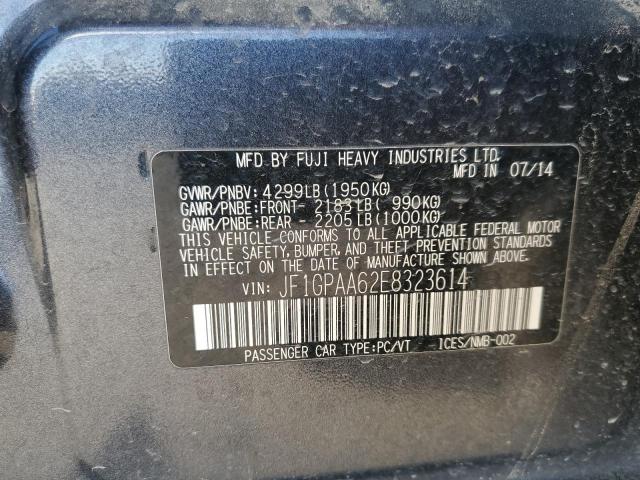 MFD BY FUJI HEAVY INDUSTRIES LTD.
MFD IN 07/14
GVWR/PNBV: 4299LB (1950KG)
GAWR/PNBE:FRONT- 2183LB ( 990KG)
GAWR/PNBE:REAR - 2205LB (1000KG)
THIS VEHICLE CONFORMS TO ALL APPLICABLE FEDERAL MOTOR
VEHICLE SAFETY, BUMPER, AND THEFT PREVENTION STANDARDS
IN EFFECT ON THE DATE OF MANUFACTURE SHOWN ABOVE.
VIN: JF1GPAA62E8323614
PASSENGER CAR TYPE:PC/VT ICES/NMB-002